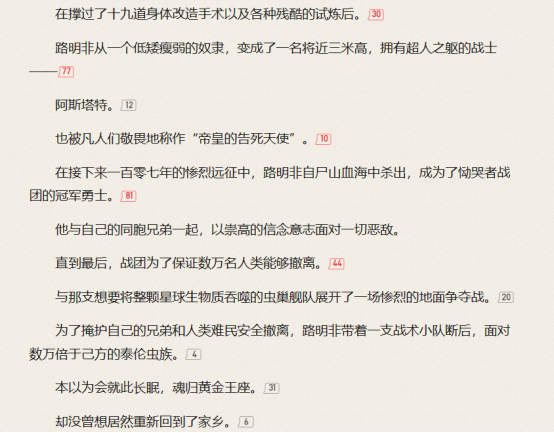 在撑过了十九道身体改造手术以及各种残酷的试炼后。30
路明非从一个低矮瘦弱的奴隶，变成了一名将近三米高，拥有超人之躯的战士
——77
阿斯塔特。12
也被凡人们敬畏地称作“帝皇的告死天使”。10
在接下来一百零七年的惨烈远征中，路明非自尸山血海中杀出，成为了恸哭者战
团的冠军勇士。81
他与自己的同胞兄弟一起，以崇高的信念意志面对一切恶敌。
直到最后，战团为了保证数万名人类能够撤离。44
与那支想要将整颗星球生物质吞噬的虫巢舰队展开了一场惨烈的地面争夺战。20
为了掩护自己的兄弟和人类难民安全撤离，路明非带着一支战术小队断后，面对
数万倍于己方的泰伦虫族。4
本以为会就此长眠，魂归黄金王座。31
却没曾想居然重新回到了家乡。6